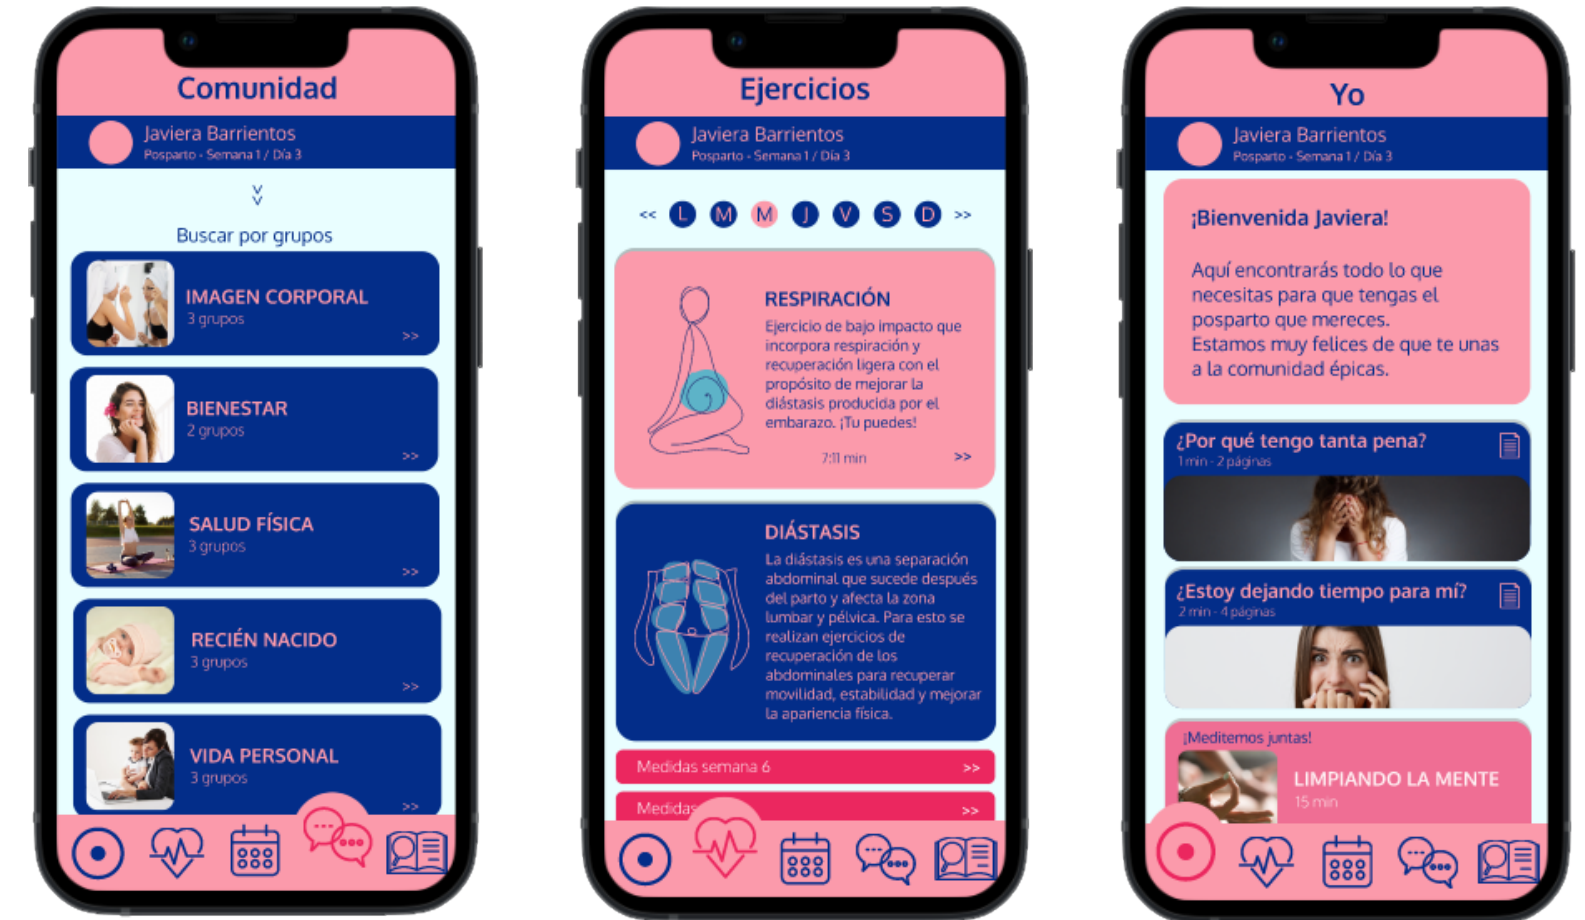 Comunidad
Javiera Barrientos
Posparto - Semana 1 / Día 3
Buscar por grupos
IMAGEN CORPORAL
3 grupos
>>
BIENESTAR
2 grupos
>>
SALUD FÍSICA
3 grupos
>>
RECIÉN NACIDO
3 grupos
>>
VIDA PERSONAL
3 grupos
>>
Ejercicios
Javiera Barrientos
Posparto - Semana 1 / Día 3
<< L M M J V S D >>
RESPIRACIÓN
Ejercicio de bajo impacto que
incorpora respiración y
recuperación ligera con el
propósito de mejorar la
diástasis producida por el
embarazo. ¡Tu puedes!
7:11 min >>
DIÁSTASIS
La diástasis es una separación
abdominal que sucede después
del parto y afecta la zona
lumbar y pélvica. Para esto se
realizan ejercicios de
recuperación de los
abdominales para recuperar
movilidad, estabilidad y mejorar
la apariencia física.
Medidas semana 6 >>
Medidas >>
Yo
Javiera Barrientos
Posparto - Semana 1 / Día 3
¡Bienvenida Javiera!
Aquí encontrarás todo lo que
necesitas para que tengas el
posparto que mereces.
Estamos muy felices de que te unas
a la comunidad épicas.
¿Por qué tengo tanta pena?
1 min - 2 páginas
¿Estoy dejando tiempo para mí?
2 min - 4 páginas
¡Meditemos juntas!
LIMPIANDO LA MENTE
15 min